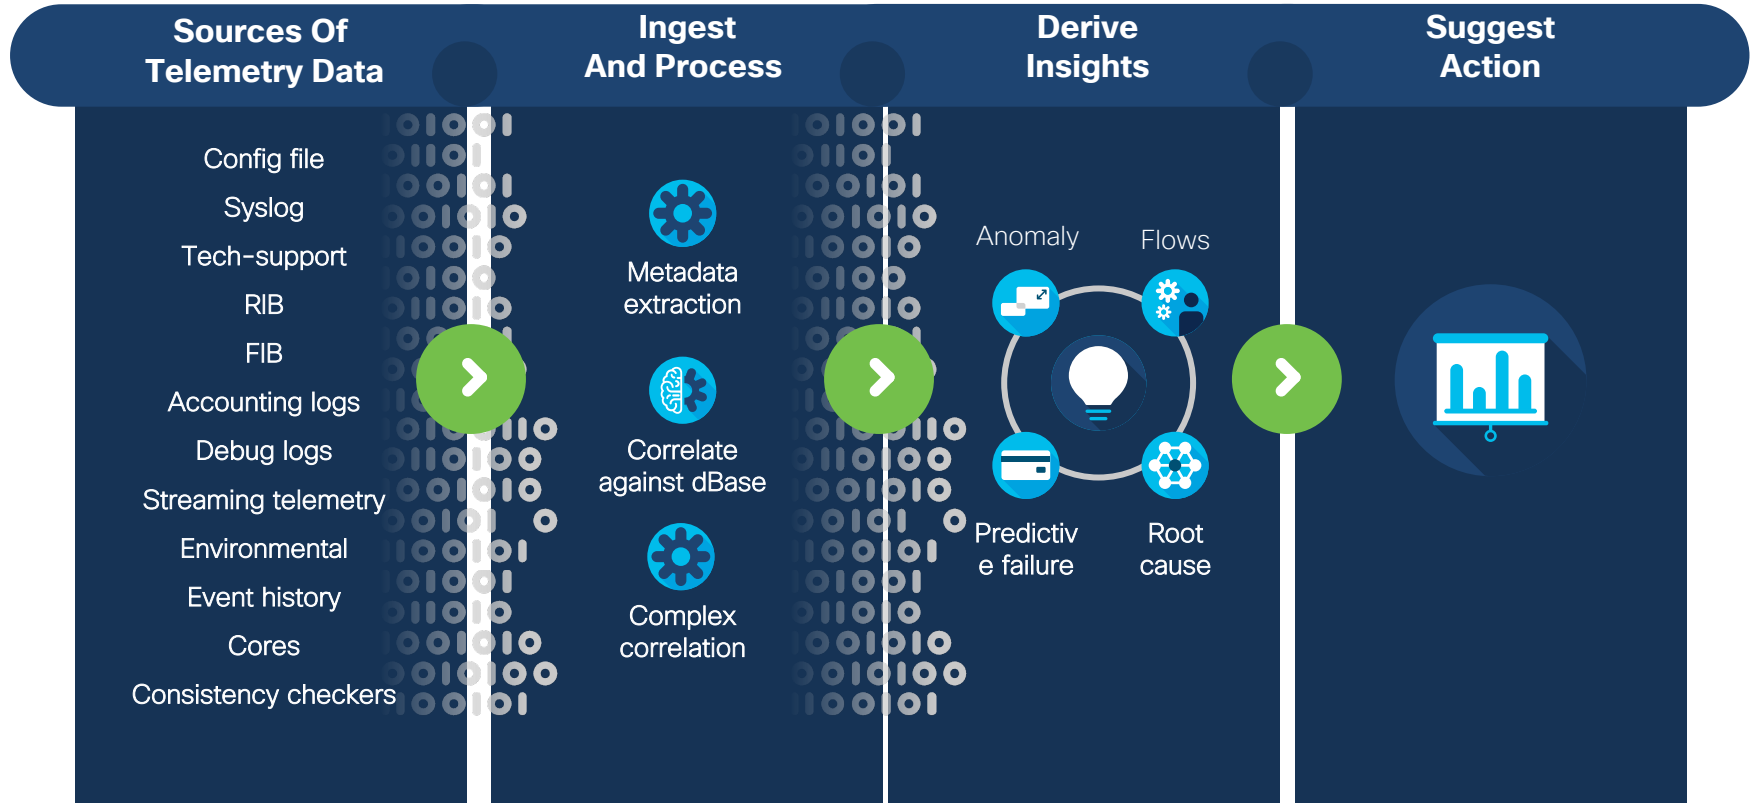 Sources Of
Telemetry Data
Config file
Syslog
Tech-support
RIB
FIB
Accounting logs
Debug logs
Streaming telemetry
Environmental
Event history
Cores
Consistency checkers
Ingest
And Process
Metadata
extraction
Correlate
against dBase
Complex
correlation
Derive
Insights
Anomaly
Flows
Predictiv
e failure
Root
cause
Suggest
Action